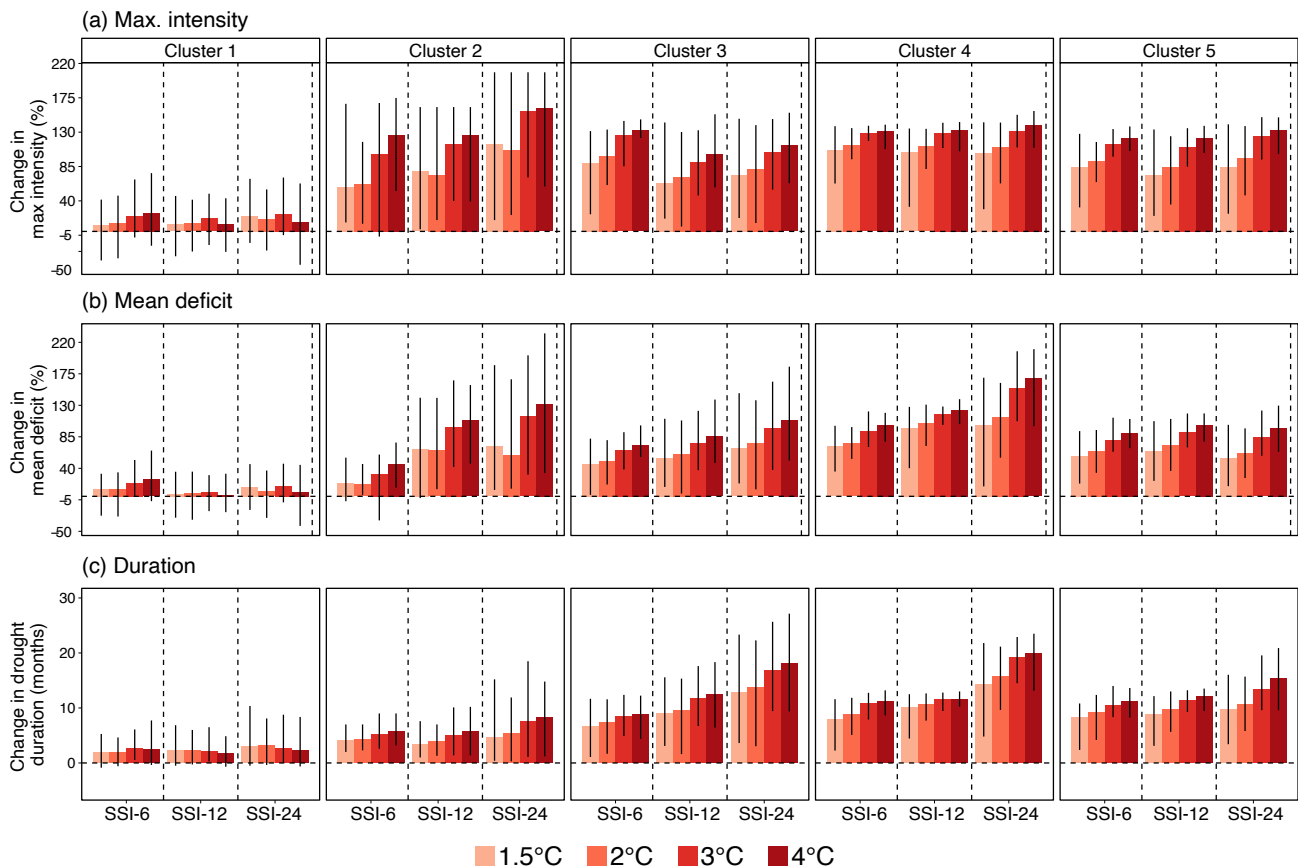 (a) Max. intensity
Cluster 1 Cluster 2 Cluster 3 Cluster 4 Cluster 5
Change in
max intensity (%)
220
175
130
85
40
−5
−50
(b) Mean deficit
Change in
mean deficit (%)
220
175
130
85
40
−5
−50
(c) Duration
Change in drought
duration (months)
30
20
10
0
SSI-6 SSI-12 SSI-24 SSI-6 SSI-12 SSI-24 SSI-6 SSI-12 SSI-24 SSI-6 SSI-12 SSI-24 SSI-6 SSI-12 SSI-24
1.5°C 2°C 3°C 4°C